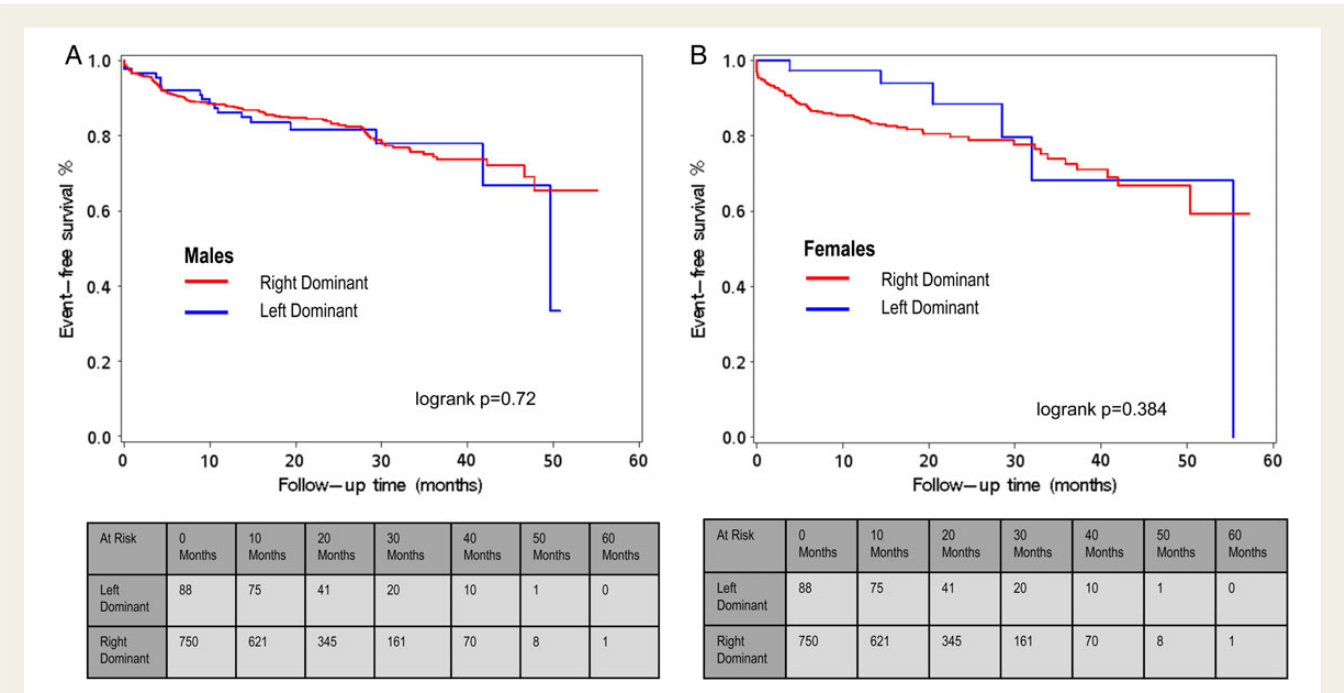 A
1.0
0.8
0.6
0.4
0.2
0.0
Event-free survival %
Males
Right Dominant
Left Dominant
logrank p=0.72
0 10 20 30 40 50 60
Follow-up time (months)
At Risk 0 Months 10 Months 20 Months 30 Months 40 Months 50 Months 60 Months
Left Dominant 88 75 41 20 10 1 0
Right Dominant 750 621 345 161 70 8 1
B
1.0
0.8
0.6
0.4
0.2
0.0
Event-free survival %
Females
Right Dominant
Left Dominant
logrank p=0.384
0 10 20 30 40 50 60
Follow-up time (months)
At Risk 0 Months 10 Months 20 Months 30 Months 40 Months 50 Months 60 Months
Left Dominant 88 75 41 20 10 1 0
Right Dominant 750 621 345 161 70 8 1